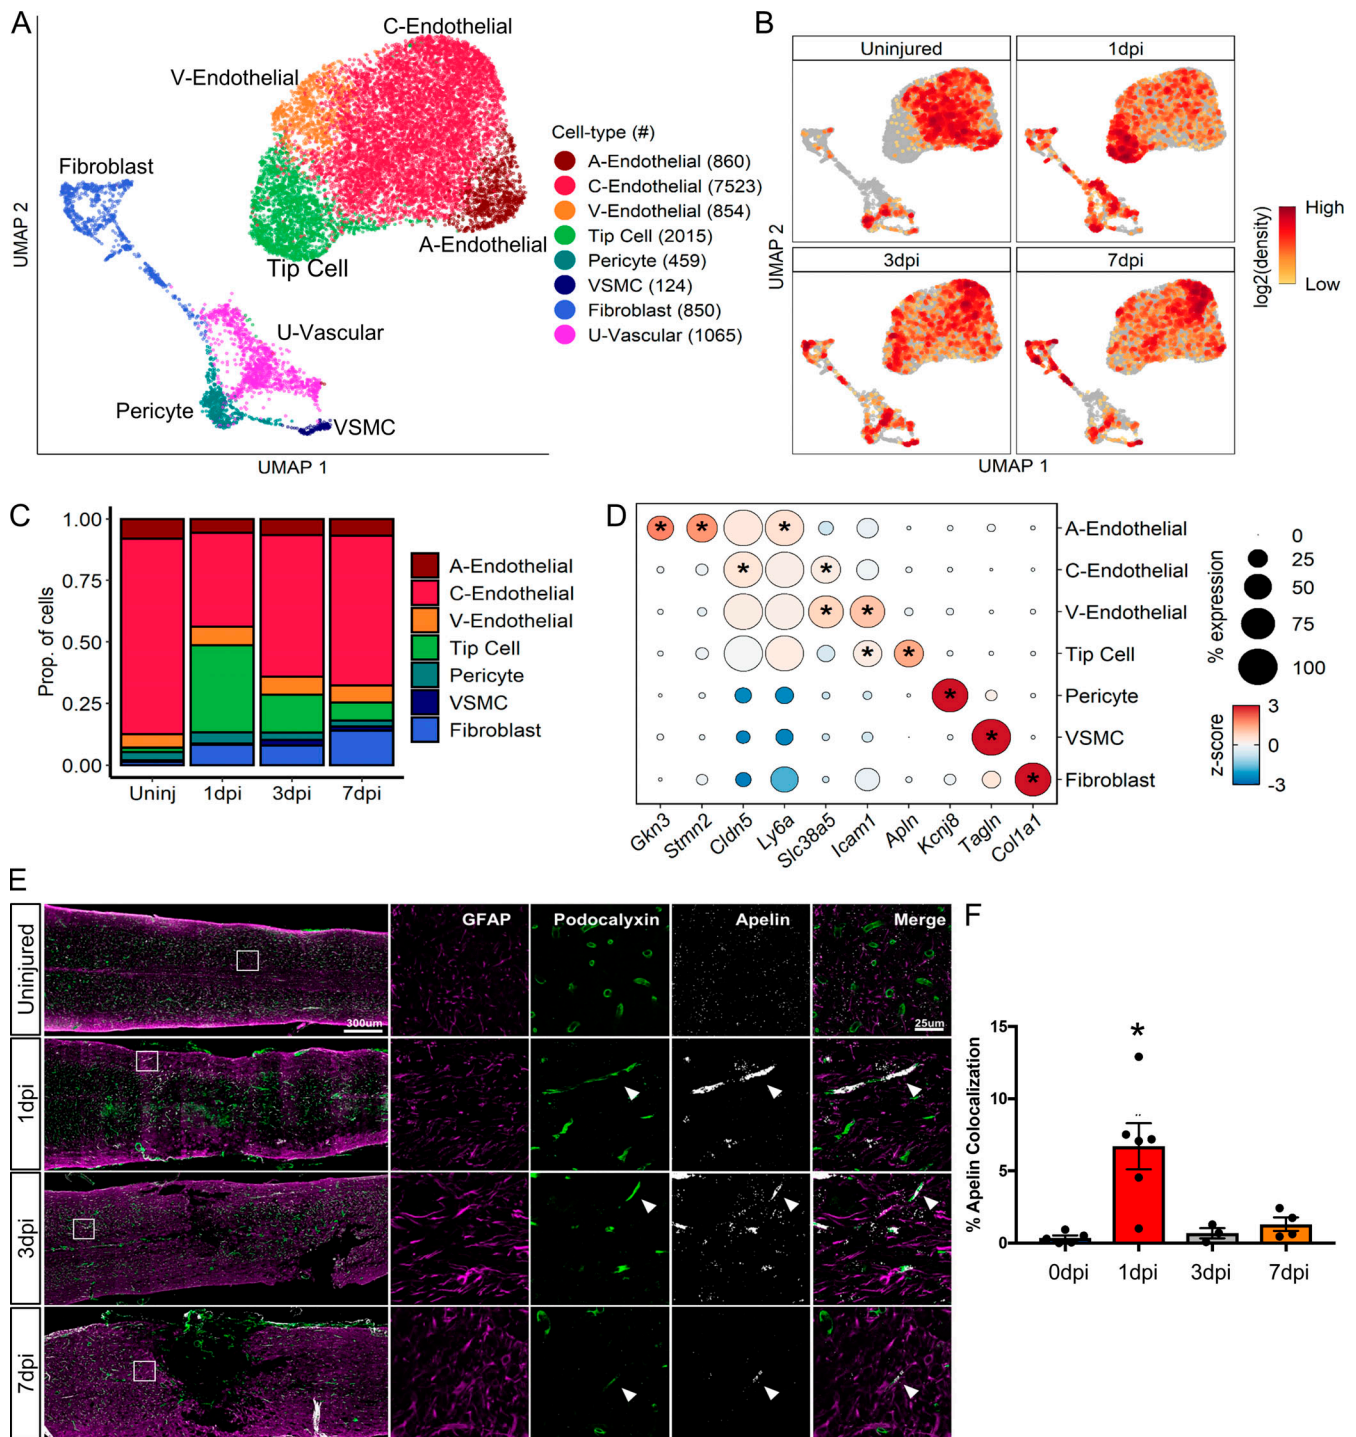 A
C-Endothelial
V-Endothelial
Fibroblast
A-Endothelial
Tip Cell
U-Vascular
Pericyte
VSMC
UMAP 2
UMAP 1
Cell-type (#)
A-Endothelial (860)
C-Endothelial (7523)
V-Endothelial (854)
Tip Cell (2015)
Pericyte (459)
VSMC (124)
Fibroblast (850)
U-Vascular (1065)
B
Uninjured
1dpi
3dpi
7dpi
UMAP 2
UMAP 1
log2(density)
High
Low
C
Prop. of cells
1.00
0.75
0.50
0.25
0.00
Uninj
1dpi
3dpi
7dpi
A-Endothelial
C-Endothelial
V-Endothelial
Tip Cell
Pericyte
VSMC
Fibroblast
D
* * *
* *
* *
* *
*
*
*
A-Endothelial
C-Endothelial
V-Endothelial
Tip Cell
Pericyte
VSMC
Fibroblast
Gkn3
Stmn2
Cldn5
Ly6a
Slc38a5
Icam1
Apln
Kcnj8
Tagln
Col1a1
% expression
0
25
50
75
100
z-score
3
0
-3
E
Uninjured
1dpi
3dpi
7dpi
GFAP
Podocalyxin
Apelin
Merge
300um
25um
F
% Apelin Colocalization
15
10
5
0
*
0dpi
1dpi
3dpi
7dpi